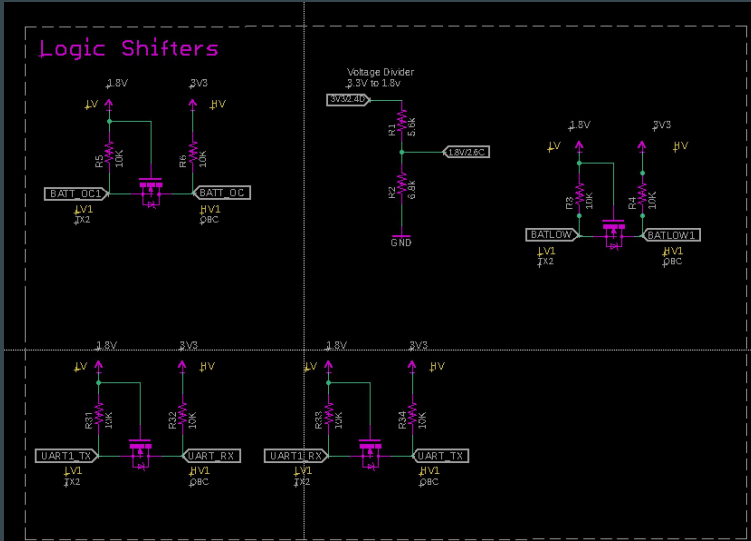 Logic Shifters
1.8V
3V3
LV
HV
R5
10K
R6
10K
BATT_OC1
BATT_OC
LV1
TX2
HV1
OBC
Voltage Divider
3.3V to 1.8v
3V3/2.4D
R1
5.6k
1.8V/2.6C
R2
6.8k
GND
1.8V
3V3
LV
HV
R3
10K
R4
10K
BATLOW
BATLOW1
LV1
TX2
HV1
OBC
1.8V
3V3
LV
HV
R31
10K
R32
10K
UART1_TX
UART_RX
LV1
TX2
HV1
OBC
1.8V
3V3
LV
HV
R33
10K
R34
10K
UART1_RX
UART_TX
LV1
TX2
HV1
OBC